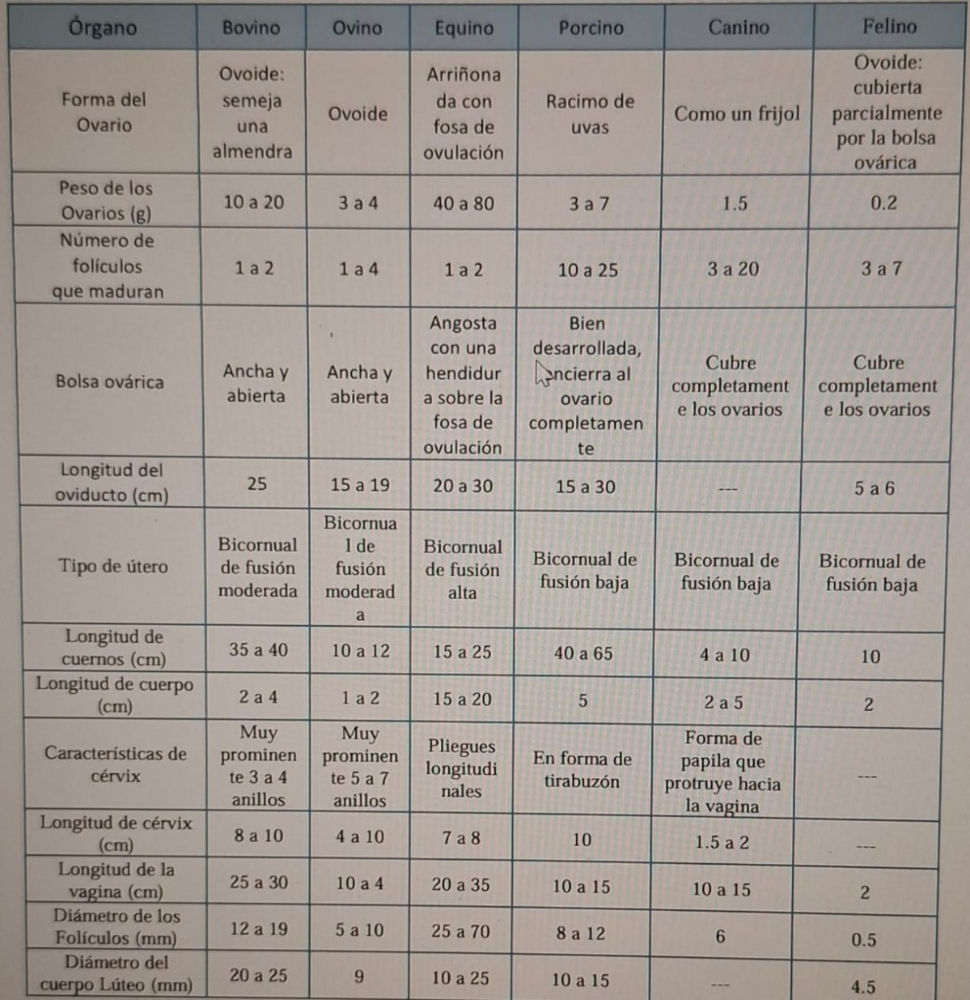 Órgano Bovino Ovino Equino Porcino Canino Felino
Forma del
Ovario
Ovoide:
semeja
una
almendra
Ovoide
Arriñona
da con
fosa de
ovulación
Racimo de
uvas
Como un frijol
Ovoide:
cubierta
parcialmente
por la bolsa
ovárica
Peso de los
Ovarios (g)
10 a 20
3 a 4
40 a 80
3 a 7
1.5
0.2
Número de
folículos
que maduran
1 a 2
1 a 4
1 a 2
10 a 25
3 a 20
3 a 7
Bolsa ovárica
Ancha y
abierta
Ancha y
abierta
Angosta
con una
hendidur
a sobre la
fosa de
ovulación
Bien
desarrollada,
encierra al
ovario
completamen
te
Cubre
completament
e los ovarios
Cubre
completament
e los ovarios
Longitud del
oviducto (cm)
25
15 a 19
20 a 30
15 a 30
---
5 a 6
Tipo de útero
Bicornual
de fusión
moderada
Bicornua
l de
fusión
moderad
a
Bicornual
de fusión
alta
Bicornual de
fusión baja
Bicornual de
fusión baja
Bicornual de
fusión baja
Longitud de
cuernos (cm)
35 a 40
10 a 12
15 a 25
40 a 65
4 a 10
10
Longitud de cuerpo
(cm)
2 a 4
1 a 2
15 a 20
5
2 a 5
2
Características de
cérvix
Muy
prominen
te 3 a 4
anillos
Muy
prominen
te 5 a 7
anillos
Pliegues
longitudi
nales
En forma de
tirabuzón
Forma de
papila que
protruye hacia
la vagina
---
Longitud de cérvix
(cm)
8 a 10
4 a 10
7 a 8
10
1.5 a 2
---
Longitud de la
vagina (cm)
25 a 30
10 a 4
20 a 35
10 a 15
10 a 15
2
Diámetro de los
Folículos (mm)
12 a 19
5 a 10
25 a 70
8 a 12
6
0.5
Diámetro del
cuerpo Lúteo (mm)
20 a 25
9
10 a 25
10 a 15
---
4.5